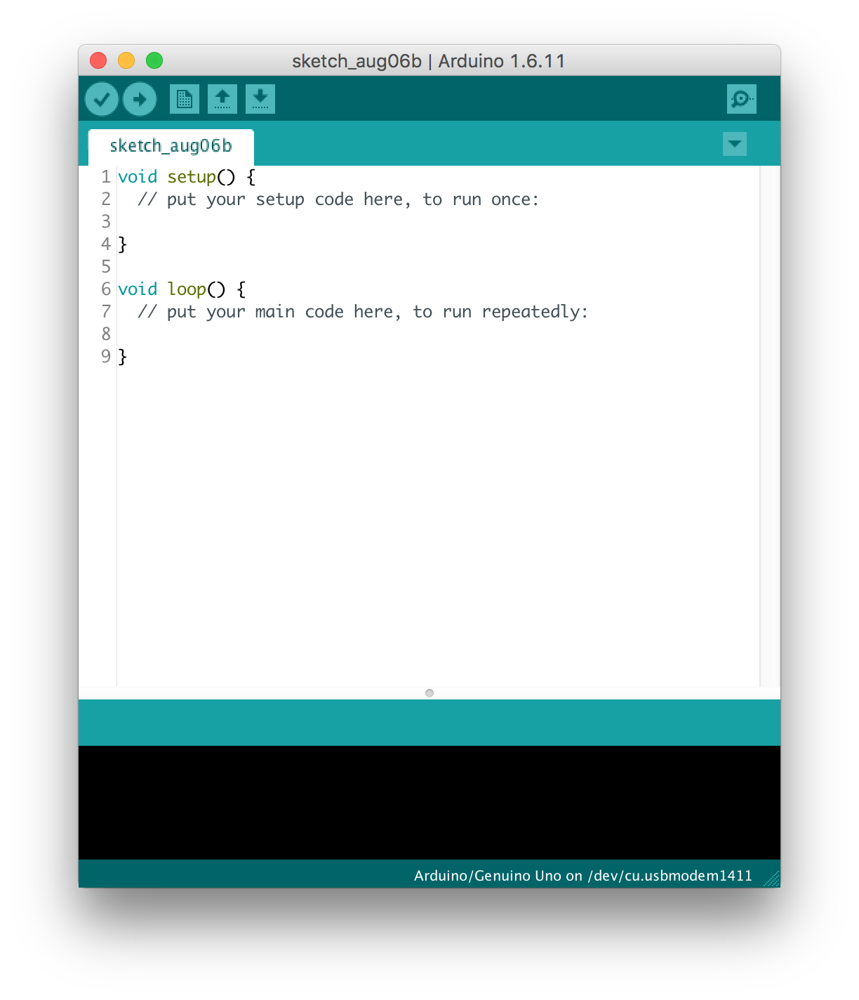 sketch_aug06b | Arduino 1.6.11
sketch_aug06b
1 void setup() {
2   // put your setup code here, to run once:
3
4 }
5
6 void loop() {
7   // put your main code here, to run repeatedly:
8
9 }
Arduino/Genuino Uno on /dev/cu.usbmodem1411